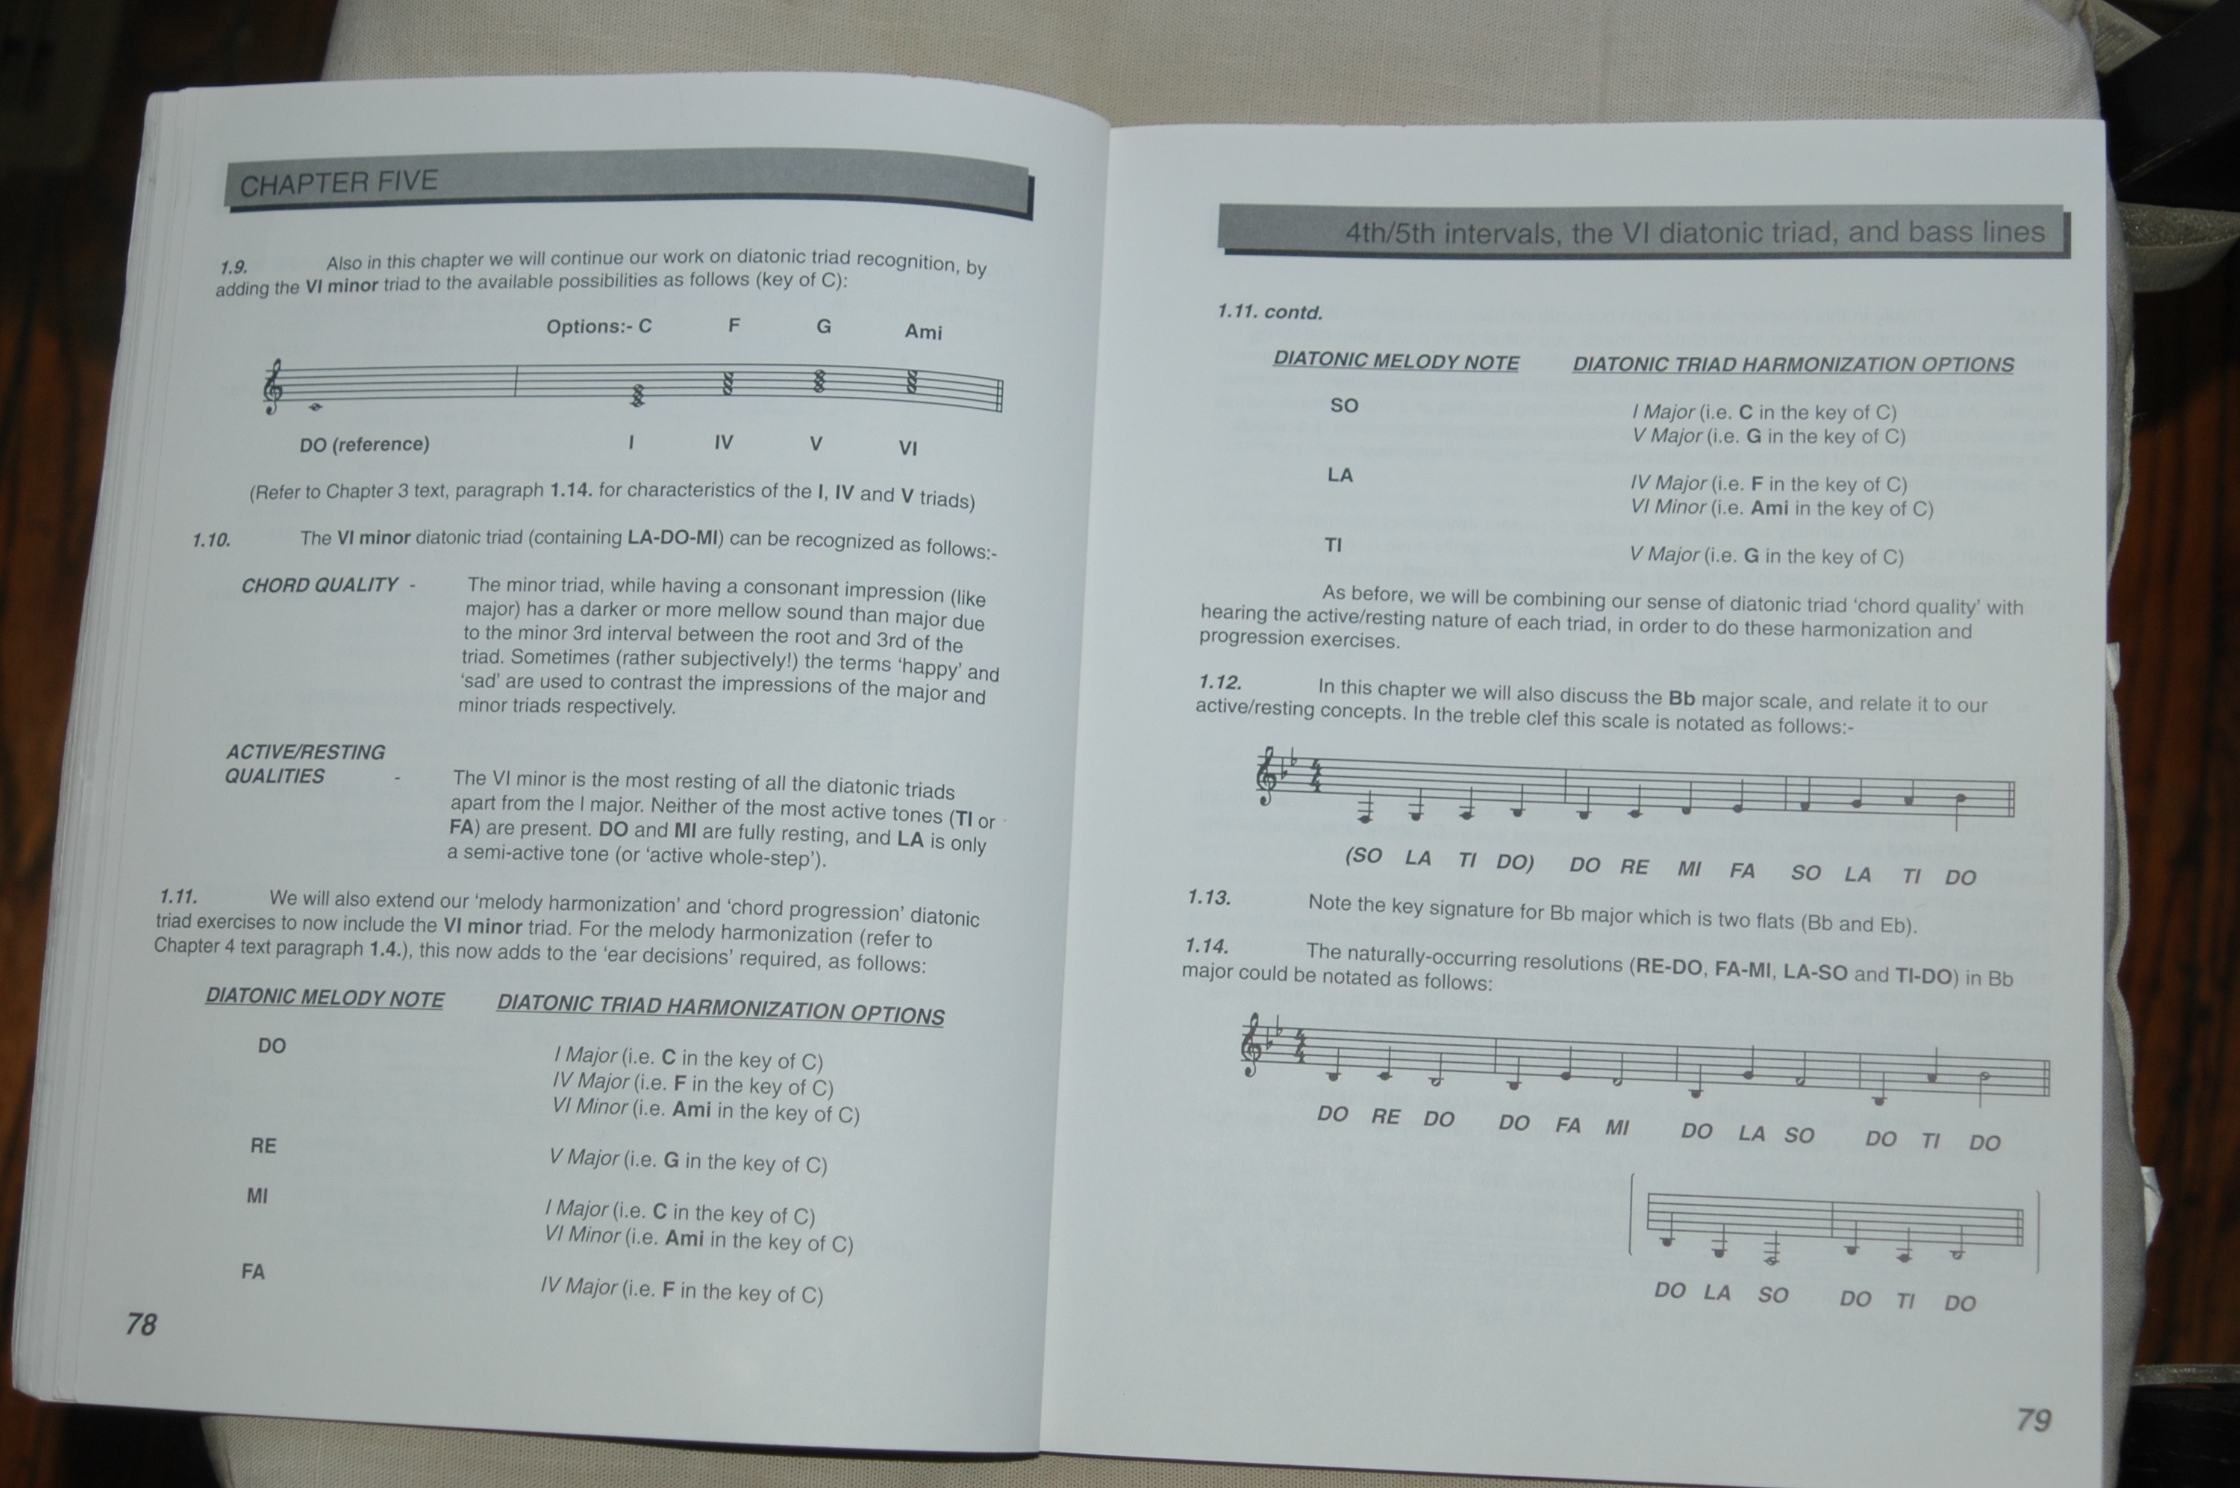 CHAPTER FIVE
1.9. Also in this chapter we will continue our work on diatonic triad recognition, by
adding the VI minor triad to the available possibilities as follows (key of C):
Options:- C F G Ami
DO (reference) I IV V VI
(Refer to Chapter 3 text, paragraph 1.14. for characteristics of the I, IV and V triads)
1.10. The VI minor diatonic triad (containing LA-DO-MI) can be recognized as follows:-
CHORD QUALITY - The minor triad, while having a consonant impression (like
major) has a darker or more mellow sound than major due
to the minor 3rd interval between the root and 3rd of the
triad. Sometimes (rather subjectively!) the terms ‘happy’ and
‘sad’ are used to contrast the impressions of the major and
minor triads respectively.
ACTIVE/RESTING
QUALITIES - The VI minor is the most resting of all the diatonic triads
apart from the I major. Neither of the most active tones (TI or
FA) are present. DO and MI are fully resting, and LA is only
a semi-active tone (or ‘active whole-step’).
1.11. We will also extend our ‘melody harmonization’ and ‘chord progression’ diatonic
triad exercises to now include the VI minor triad. For the melody harmonization (refer to
Chapter 4 text paragraph 1.4.), this now adds to the ‘ear decisions’ required, as follows:
DIATONIC MELODY NOTE DIATONIC TRIAD HARMONIZATION OPTIONS
DO I Major (i.e. C in the key of C)
IV Major (i.e. F in the key of C)
VI Minor (i.e. Ami in the key of C)
RE V Major (i.e. G in the key of C)
MI I Major (i.e. C in the key of C)
VI Minor (i.e. Ami in the key of C)
FA IV Major (i.e. F in the key of C)
78
4th/5th intervals, the VI diatonic triad, and bass lines
1.11. contd.
DIATONIC MELODY NOTE DIATONIC TRIAD HARMONIZATION OPTIONS
SO I Major (i.e. C in the key of C)
V Major (i.e. G in the key of C)
LA IV Major (i.e. F in the key of C)
VI Minor (i.e. Ami in the key of C)
TI V Major (i.e. G in the key of C)
As before, we will be combining our sense of diatonic triad ‘chord quality’ with
hearing the active/resting nature of each triad, in order to do these harmonization and
progression exercises.
1.12. In this chapter we will also discuss the Bb major scale, and relate it to our
active/resting concepts. In the treble clef this scale is notated as follows:-
4
4
(SO LA TI DO) DO RE MI FA SO LA TI DO
1.13. Note the key signature for Bb major which is two flats (Bb and Eb).
1.14. The naturally-occurring resolutions (RE-DO, FA-MI, LA-SO and TI-DO) in Bb
major could be notated as follows:
4
4
DO RE DO DO FA MI DO LA SO DO TI DO
DO LA SO DO TI DO
79